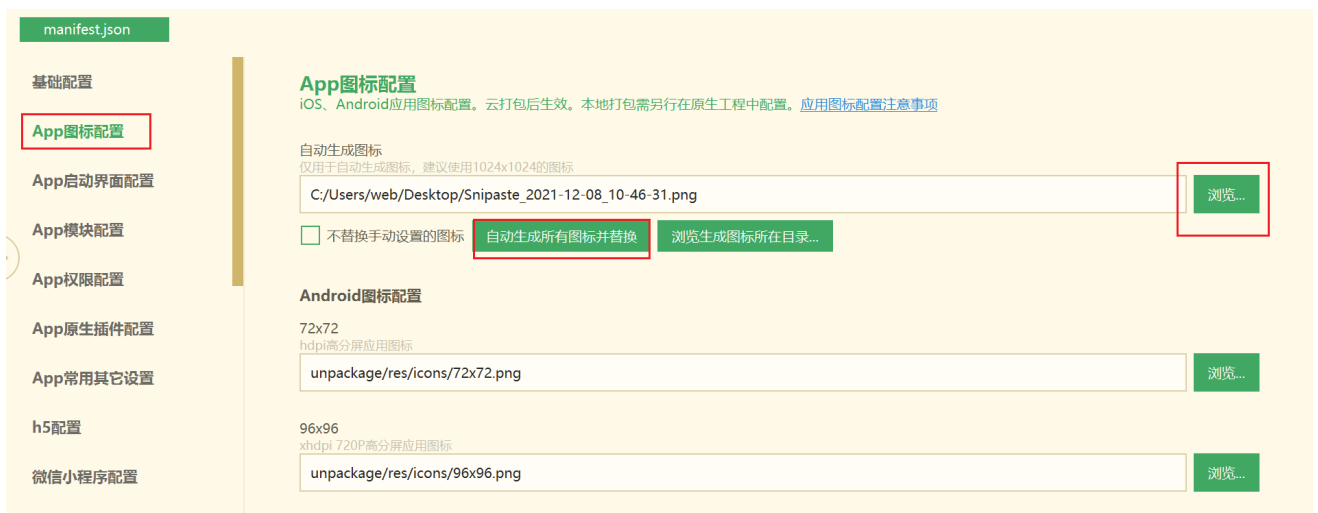 manifest.json
基础配置
App图标配置
App启动界面配置
App模块配置
App权限配置
App原生插件配置
App常用其它设置
h5配置
微信小程序配置
App图标配置
iOS、Android应用图标配置。云打包后生效。本地打包需另行在原生工程中配置。应用图标配置注意事项
自动生成图标
仅用于自动生成图标，建议使用1024x1024的图标
C:/Users/web/Desktop/Snipaste_2021-12-08_10-46-31.png 浏览...
不替换手动设置的图标 自动生成所有图标并替换 浏览生成图标所在目录...
Android图标配置
72x72
hdpi高分屏应用图标
unpackage/res/icons/72x72.png 浏览...
96x96
xhdpi 720P高分屏应用图标
unpackage/res/icons/96x96.png 浏览...